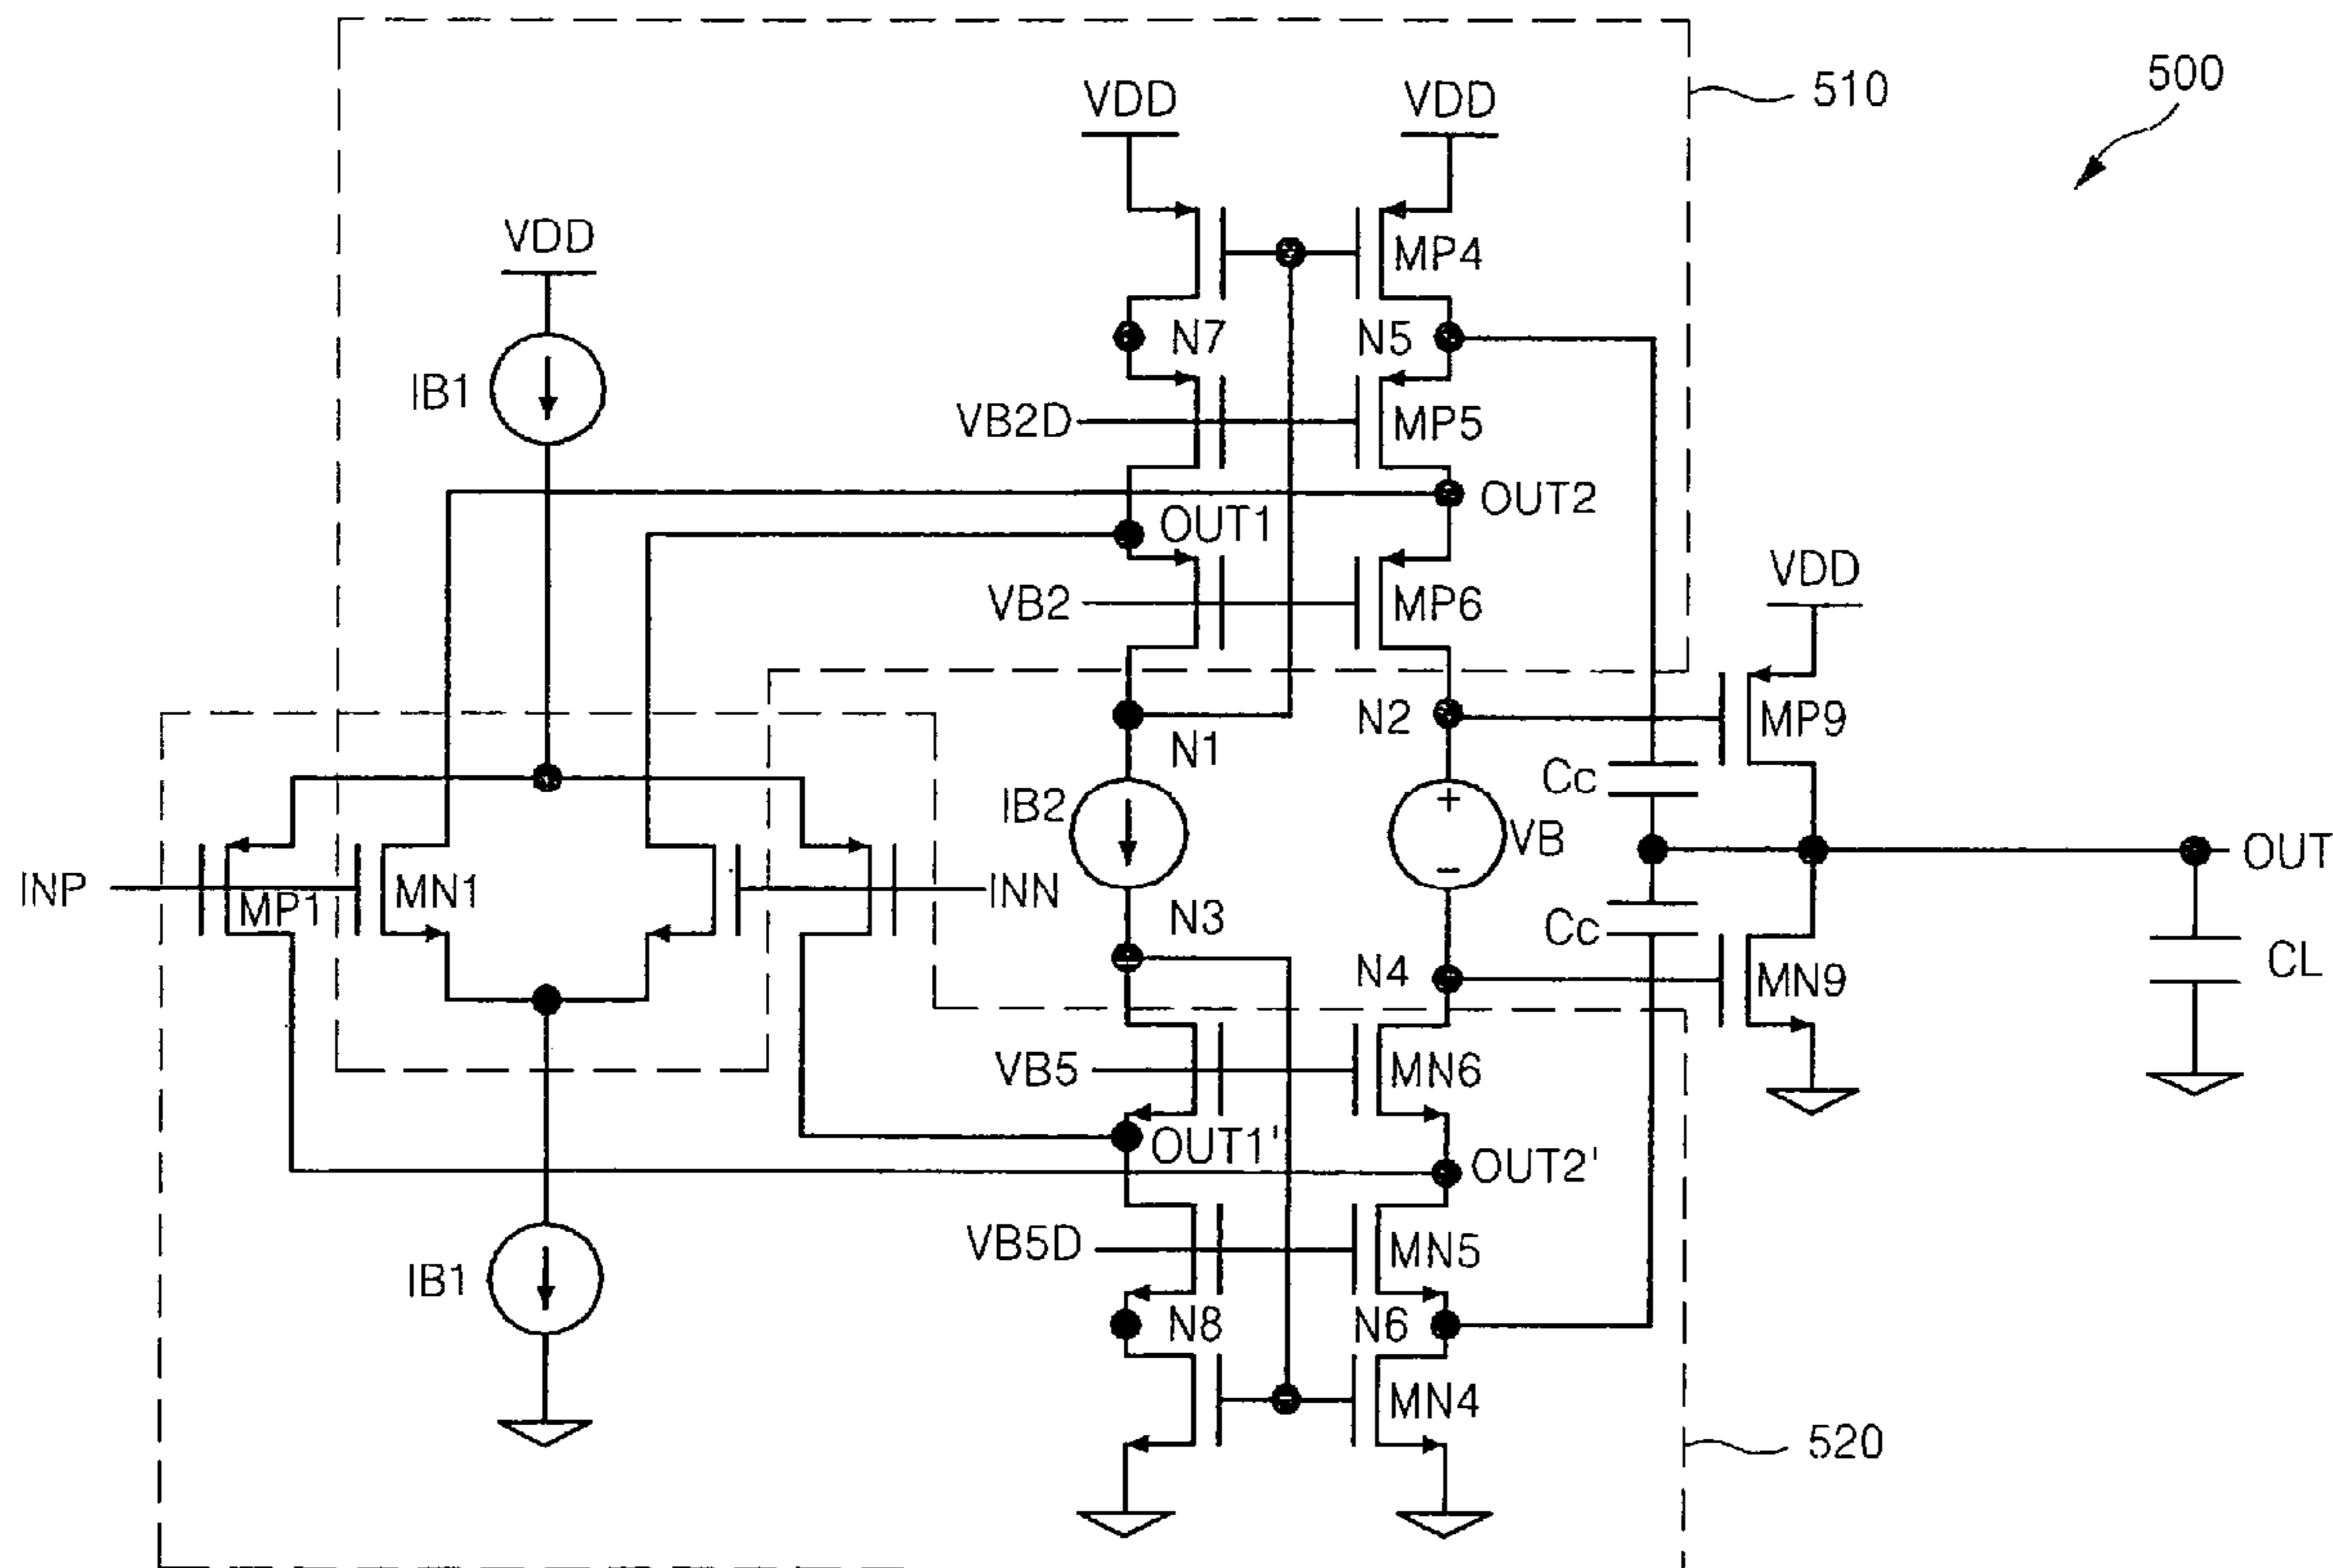 500
510
VDD
VDD
VDD
MP4
N7
N5
IB1
VB2D
MP5
OUT1
OUT2
VB2
MP6
VDD
N2
MP9
N1
Cc
IB2
VB
OUT
INP
MP1
MN1
INN
N3
Cc
N4
MN9
CL
VB5
MN6
OUT1'
OUT2'
VB5D
MN5
IB1
N8
N6
MN4
520